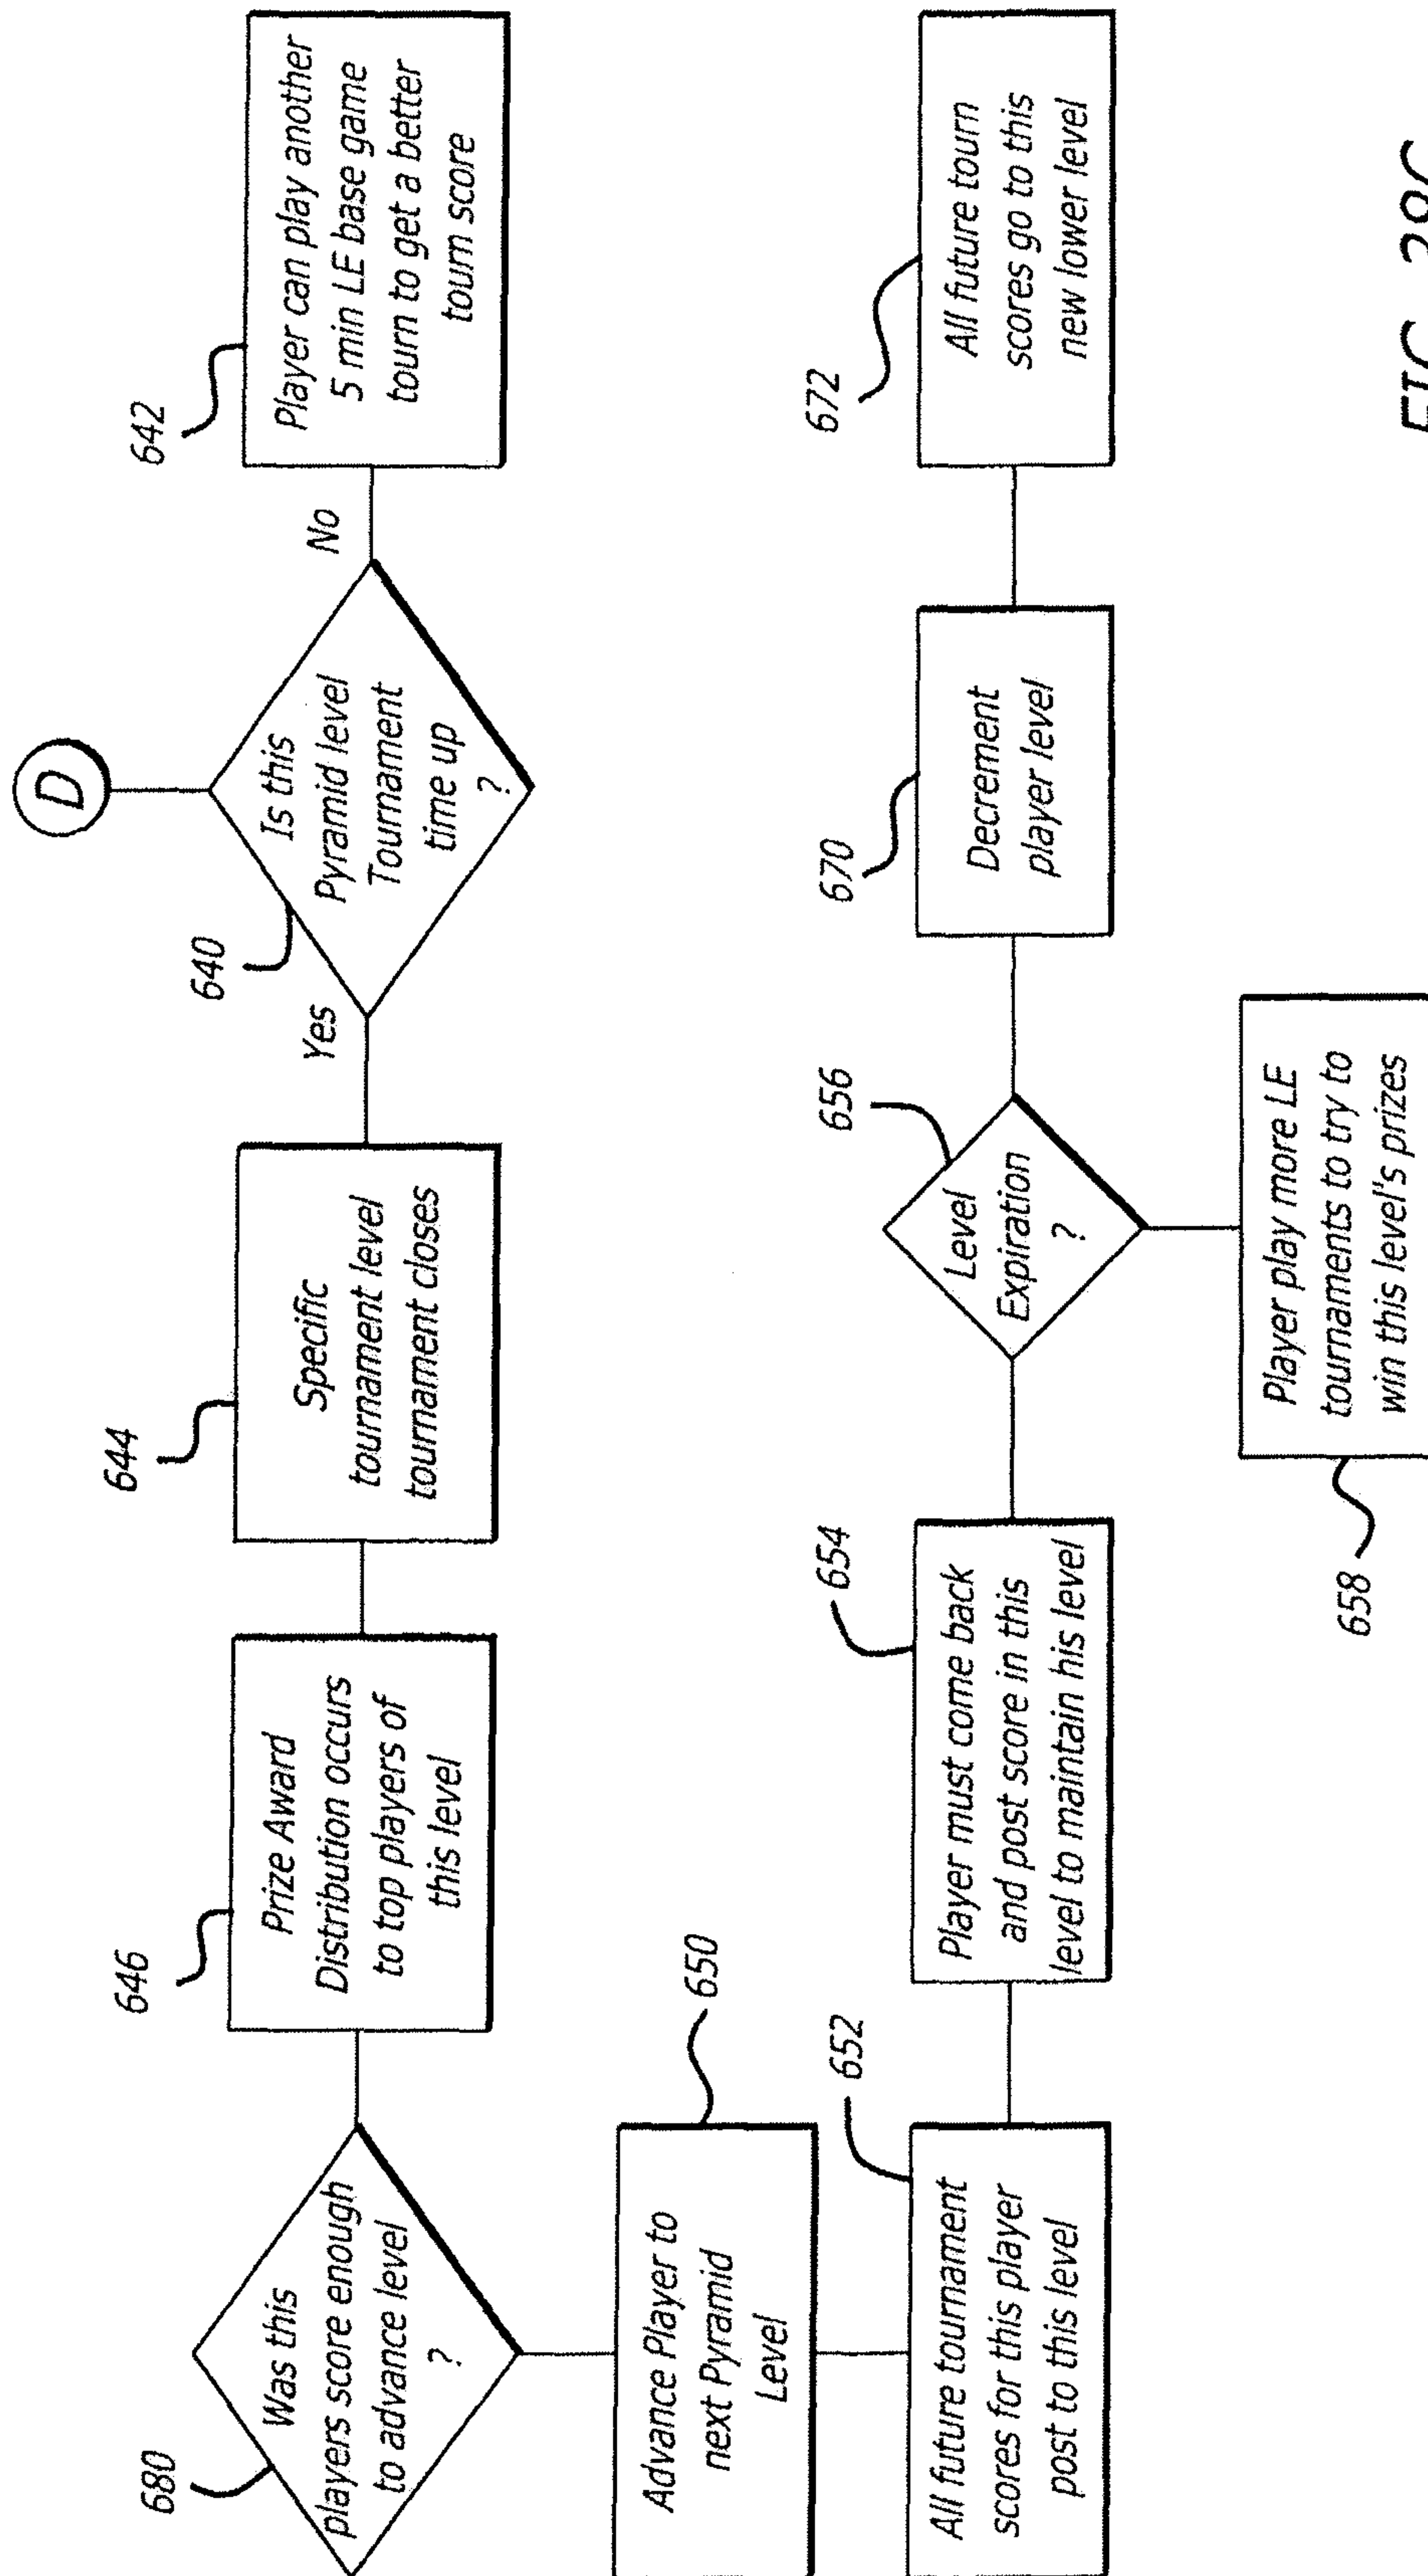 D
640
Is this
Pyramid level
Tournament
time up
?
No
642
Player can play another
5 min LE base game
tourn to get a better
tourn score
Yes
644
Specific
tournament level
tournament closes
646
Prize Award
Distribution occurs
to top players of
this level
680
Was this
players score enough
to advance level
?
650
Advance Player to
next Pyramid
Level
652
All future tournament
scores for this player
post to this level
654
Player must come back
and post score in this
level to maintain his level
656
Level
Expiration
?
658
Player play more LE
tournaments to try to
win this level's prizes
670
Decrement
player level
672
All future tourn
scores go to this
new lower level
FIG. 28C